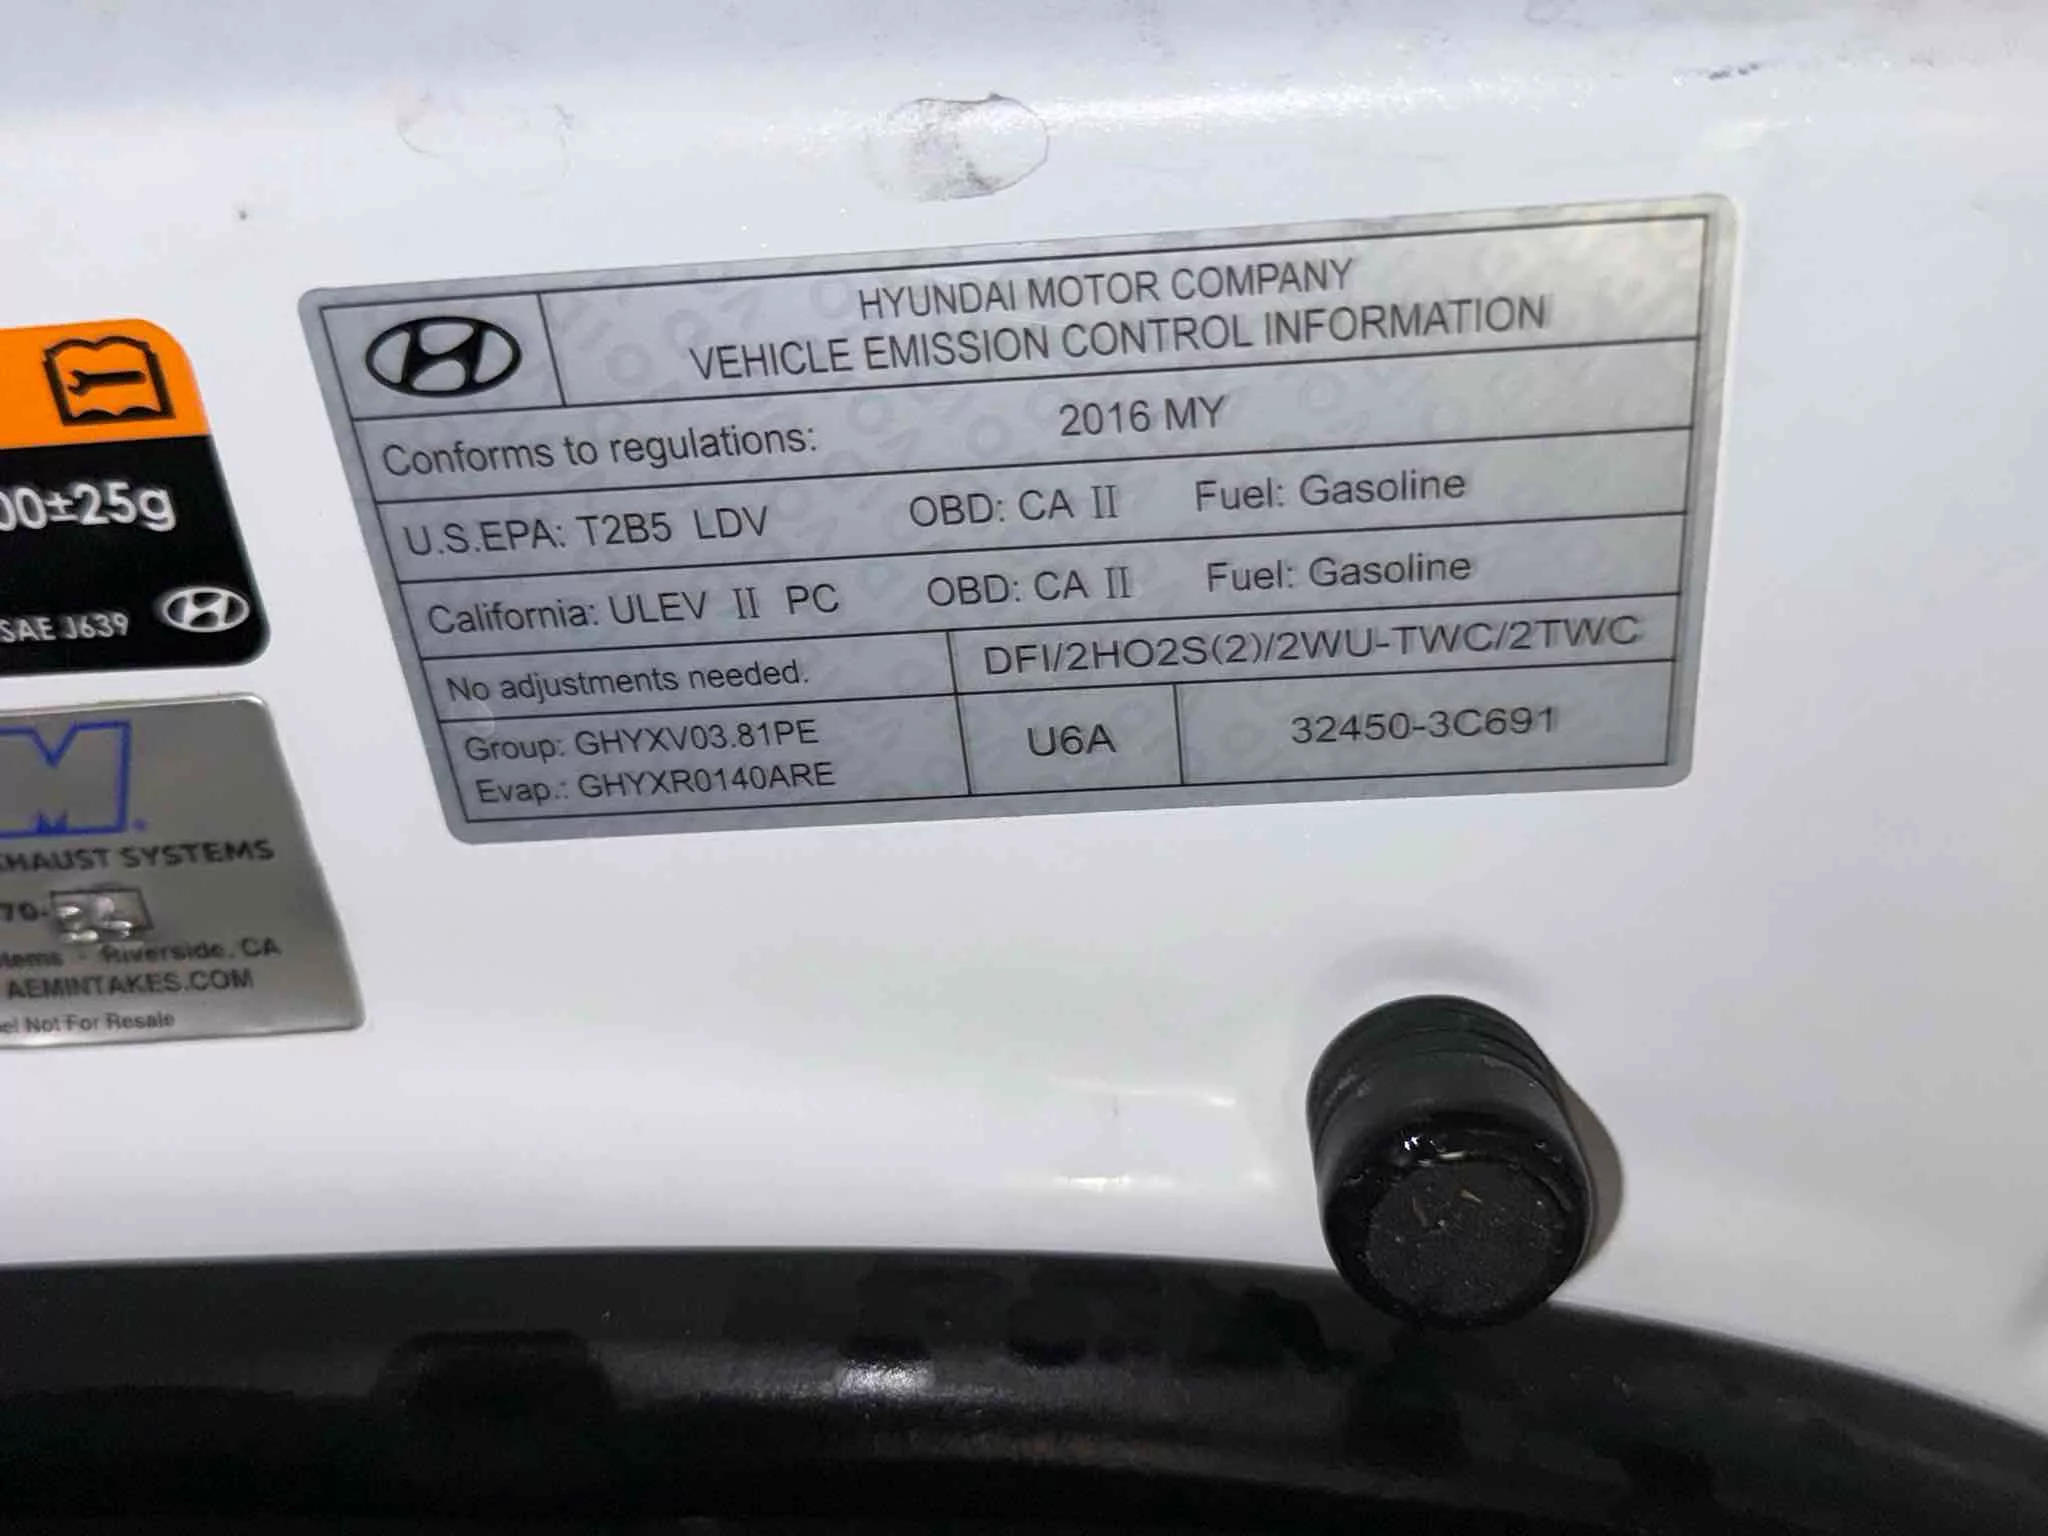 HYUNDAI MOTOR COMPANY
VEHICLE EMISSION CONTROL INFORMATION
Conforms to regulations: 2016 MY
U.S.EPA: T2B5 LDV OBD: CA II Fuel: Gasoline
California: ULEV II PC OBD: CA II Fuel: Gasoline
No adjustments needed. DFI/2HO2S(2)/2WU-TWC/2TWC
Group: GHYXV03.81PE
Evap.: GHYXR0140ARE
U6A
32450-3C691
00±25g
SAE J639
M
EXHAUST SYSTEMS
Riverside, CA
AEMINTAKES.COM
Not For Resale